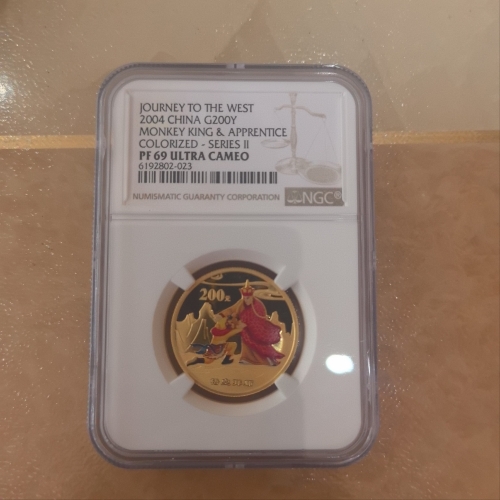 JOURNEY TO THE WEST
2004 CHINA G200Y
MONKEY KING & APPRENTICE
COLORIZED - SERIES II
PF 69 ULTRA CAMEO
6192802-023
NUMISMATIC GUARANTY CORPORATION
NGC®
200元